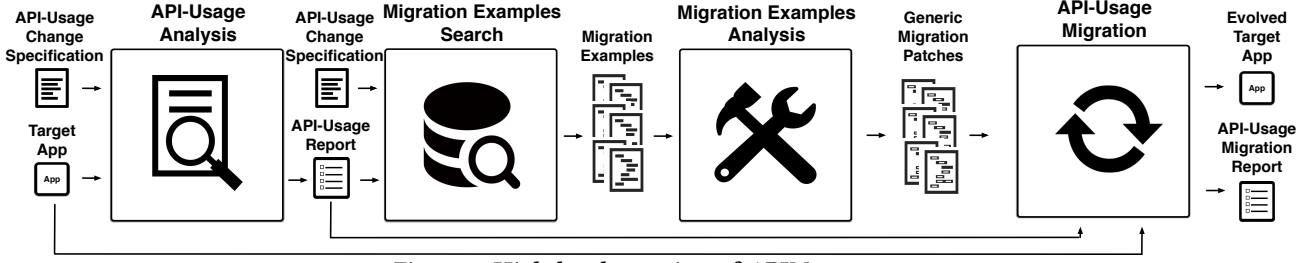 API-Usage
Change
Specification
Target
App
App
API-Usage
Analysis
API-Usage
Change
Specification
API-Usage
Report
Migration Examples
Search
Migration
Examples
Migration Examples
Analysis
Generic
Migration
Patches
API-Usage
Migration
Evolved
Target
App
App
API-Usage
Migration
Report